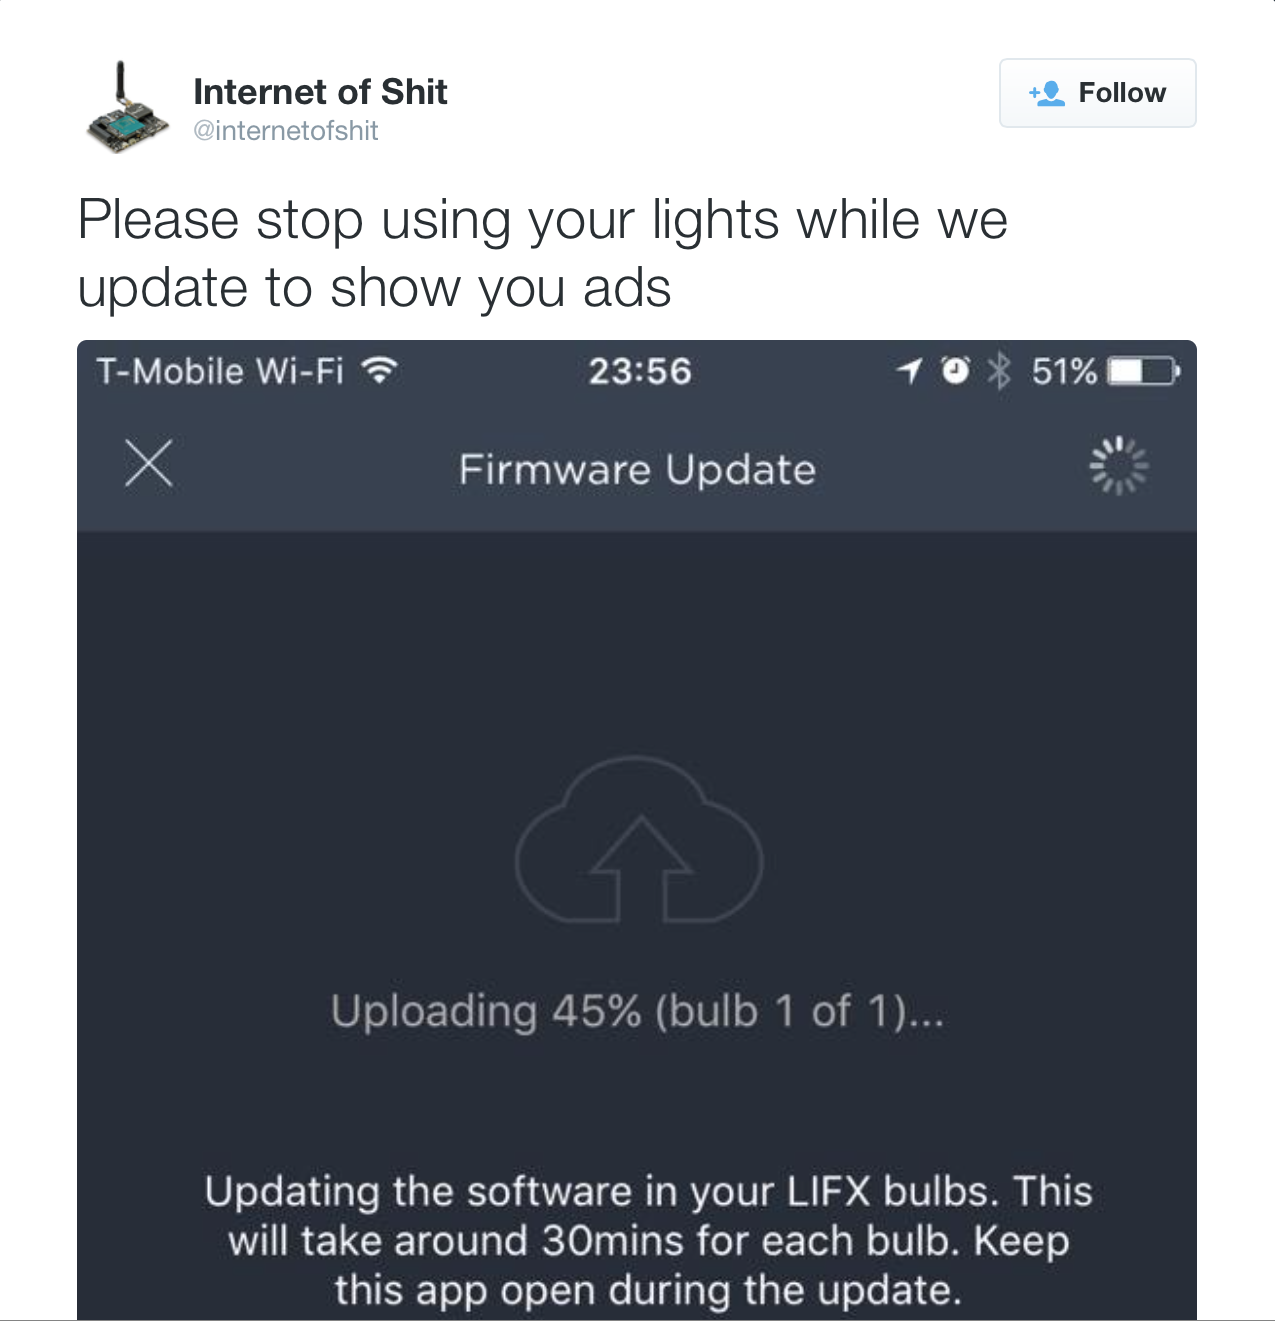 Internet of Shit
@internetofshit
Follow
Please stop using your lights while we
update to show you ads
T-Mobile Wi-Fi 23:56 51%
Firmware Update
Uploading 45% (bulb 1 of 1)...
Updating the software in your LIFX bulbs. This
will take around 30mins for each bulb. Keep
this app open during the update.